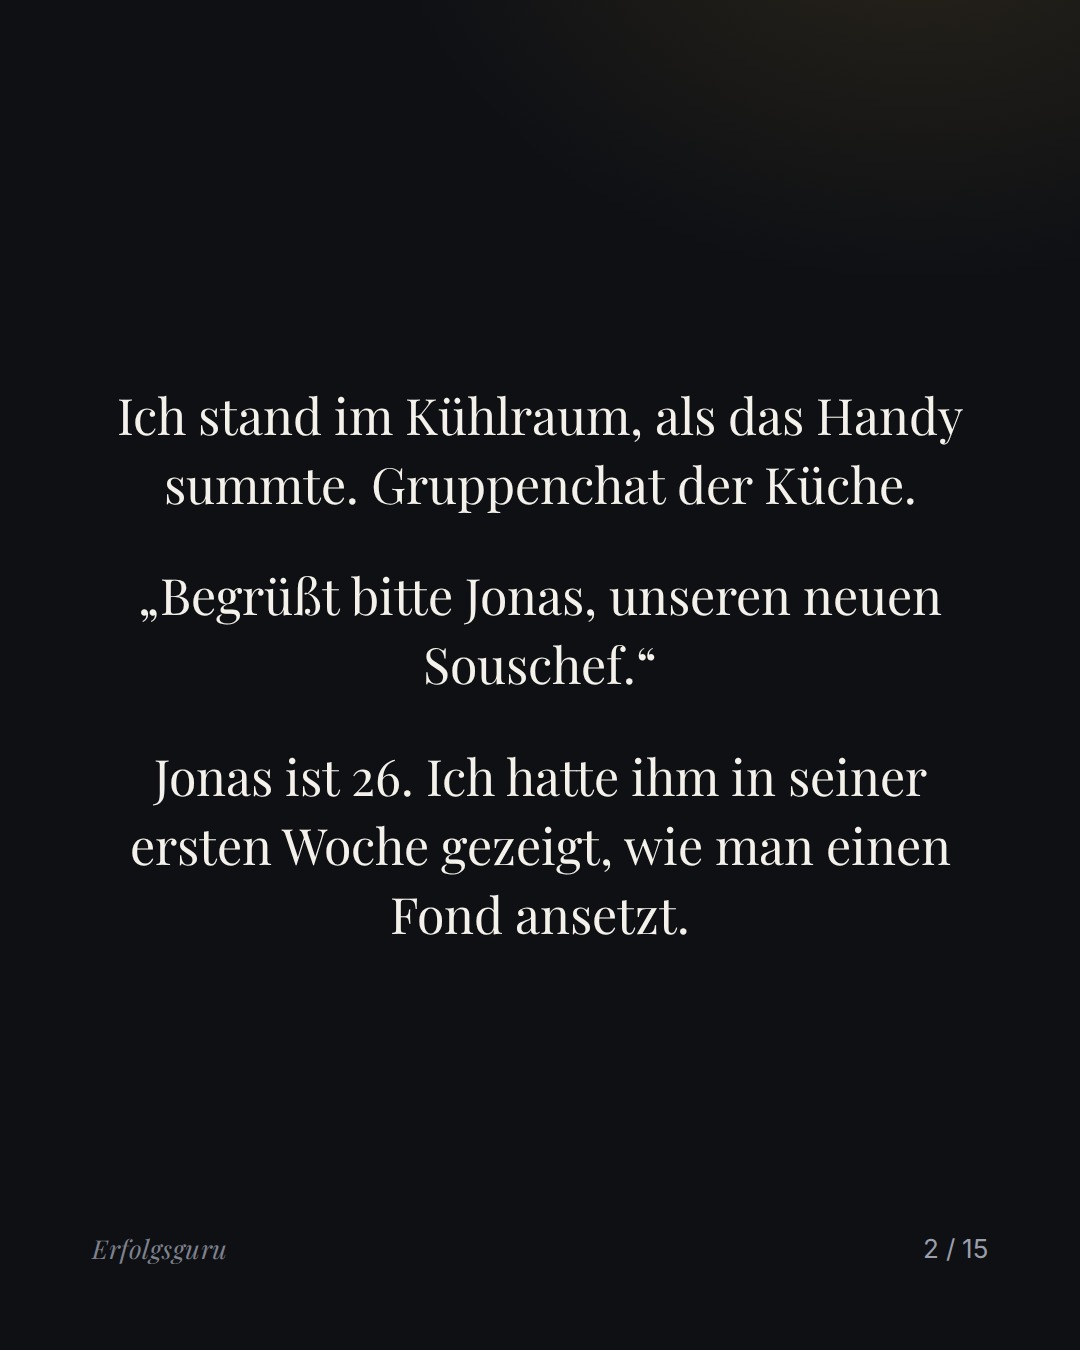 Ich stand im Kühlraum, als das Handy
summte. Gruppenchat der Küche.
„Begrüßt bitte Jonas, unseren neuen
Souschef.“
Jonas ist 26. Ich hatte ihm in seiner
ersten Woche gezeigt, wie man einen
Fond ansetzt.
Erfolgsguru
2 / 15